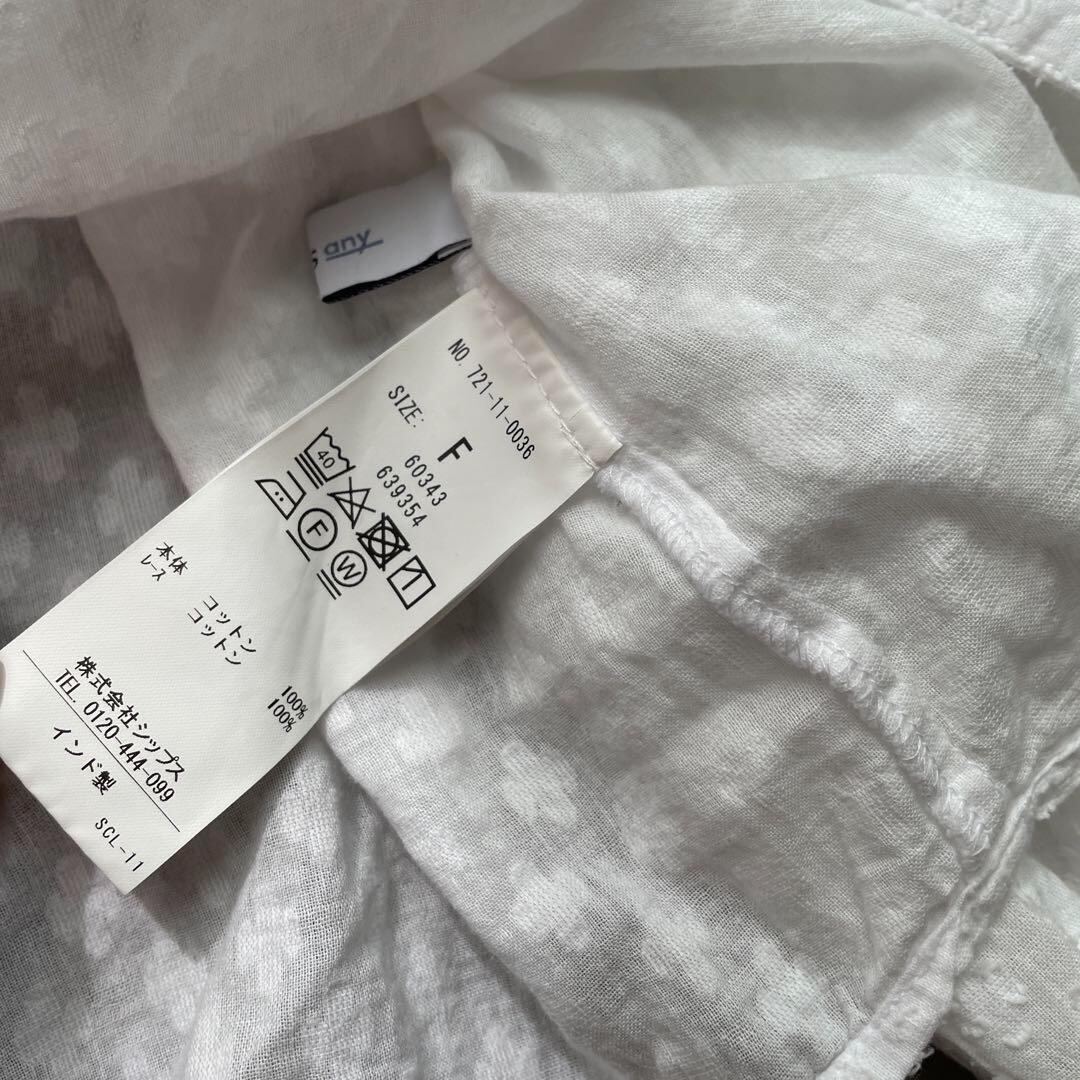 any
NO. 721-11-0036
SIZE: F
60343
639354
40
F W
本体 コットン 100%
レース コットン 100%
株式会社シップス
TEL. 0120-444-099
インド製
SCL-11